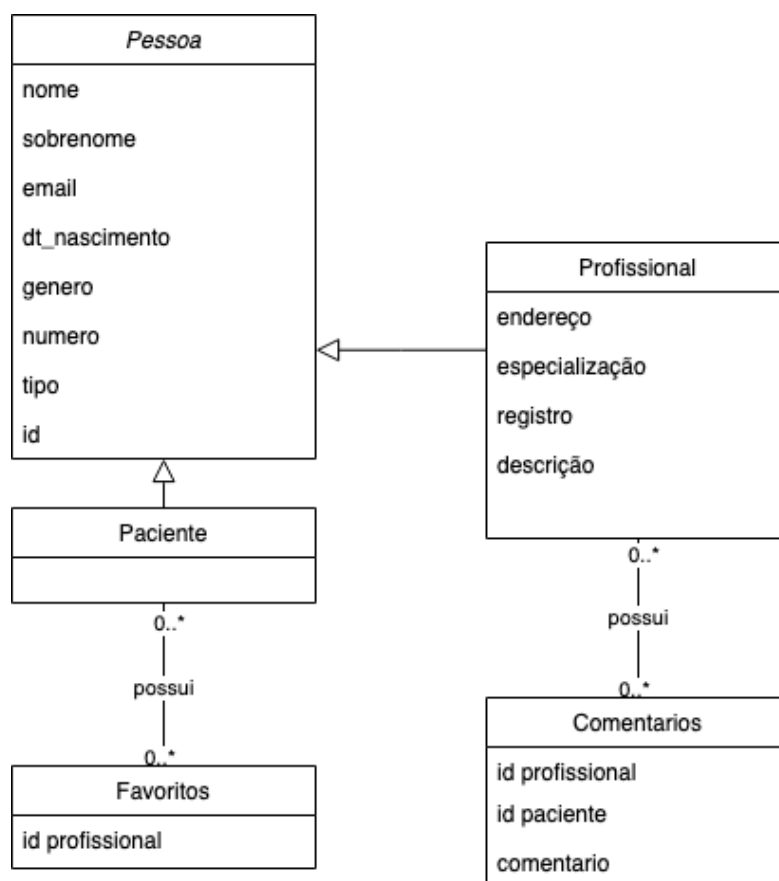 Pessoa
nome
sobrenome
email
dt_nascimento
genero
numero
tipo
id
Profissional
endereço
especialização
registro
descrição
Paciente
0..*
possui
0..*
Favoritos
id profissional
0..*
possui
0..*
Comentarios
id profissional
id paciente
comentario